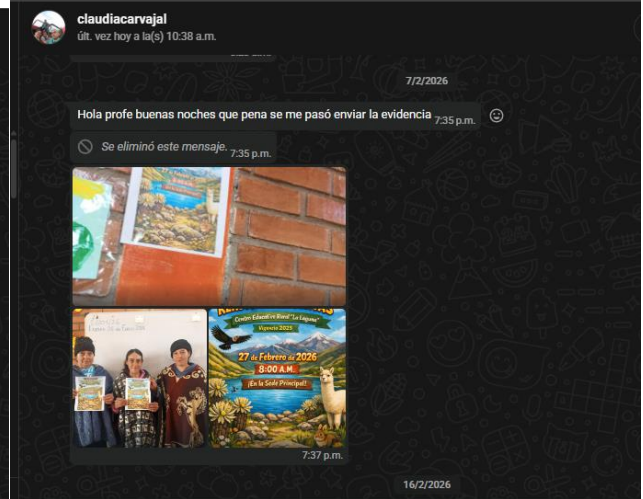 claudiacarvajal
últ. vez hoy a la(s) 10:38 a.m.
7/2/2026
Hola profe buenas noches que pena se me pasó enviar la evidencia 7:35 p.m.
Se eliminó este mensaje. 7:35 p.m.
Centro Educativo Rural "La Laguna"
Vigencia 2025
27 de Febrero de 2026
8:00 A.M.
¡En la Sede Principal!
7:37 p.m.
16/2/2026